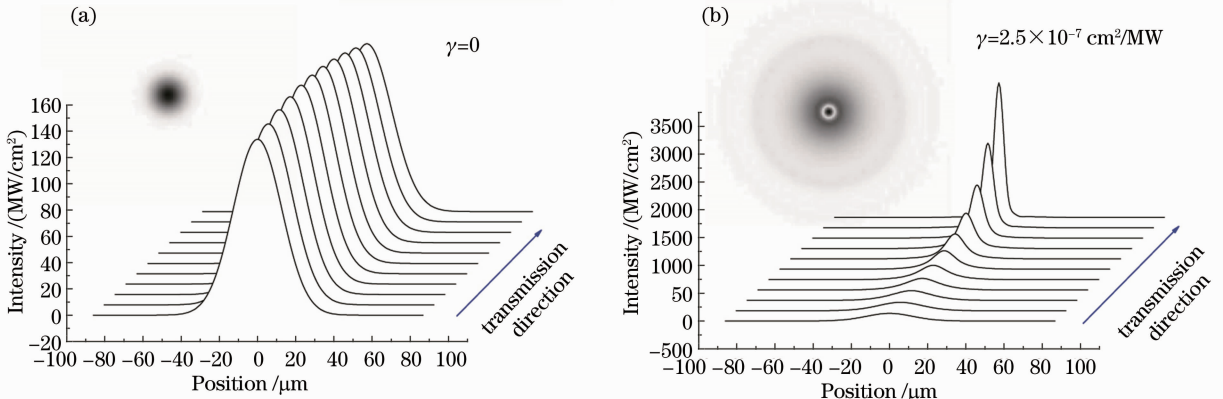 (a)
γ=0
160
140
120
100
80
60
40
20
0
−20
Intensity /(MW/cm²)
−100 −80 −60 −40 −20 0 20 40 60 80 100
Position /μm
transmission
direction
(b)
γ=2.5×10⁻⁷ cm²/MW
3500
3000
2500
2000
1500
1000
50
0
−500
Intensity /(MW/cm²)
−100 −80 −60 −40 −20 0 20 40 60 80 100
Position /μm
transmission
direction